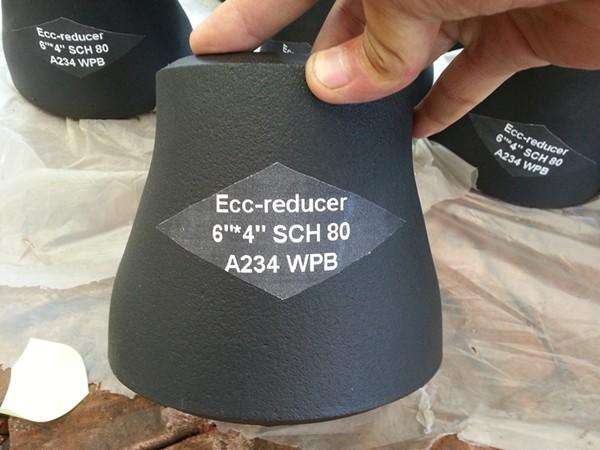 Ecc-reducer
6"*4" SCH 80
A234 WPB
Ecc-reducer
6"*4" SCH 80
A234 WPB
Ecc-reducer
6"*4" SCH 80
A234 WPB